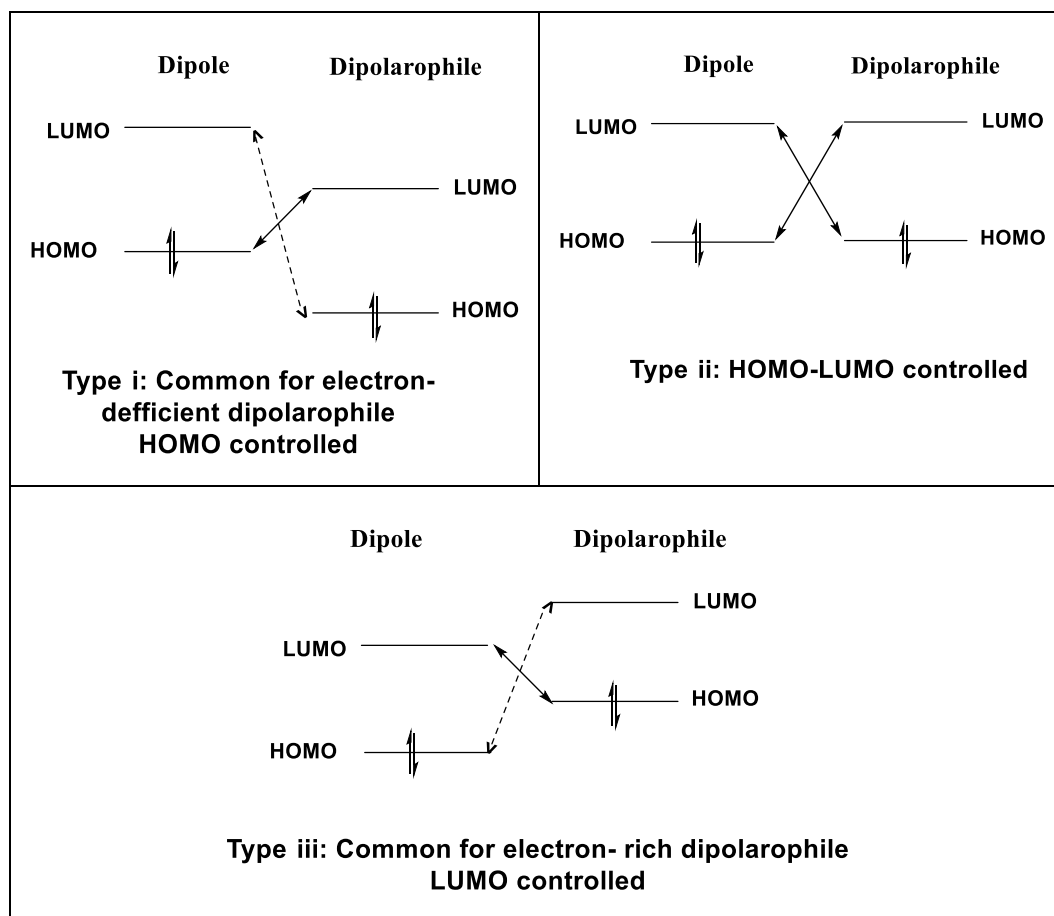 Dipole
Dipolarophile
LUMO
LUMO
HOMO
HOMO
Type i: Common for electron-
defficient dipolarophile
HOMO controlled
Dipole
Dipolarophile
LUMO
LUMO
HOMO
HOMO
Type ii: HOMO-LUMO controlled
Dipole
Dipolarophile
LUMO
LUMO
HOMO
HOMO
Type iii: Common for electron- rich dipolarophile
LUMO controlled